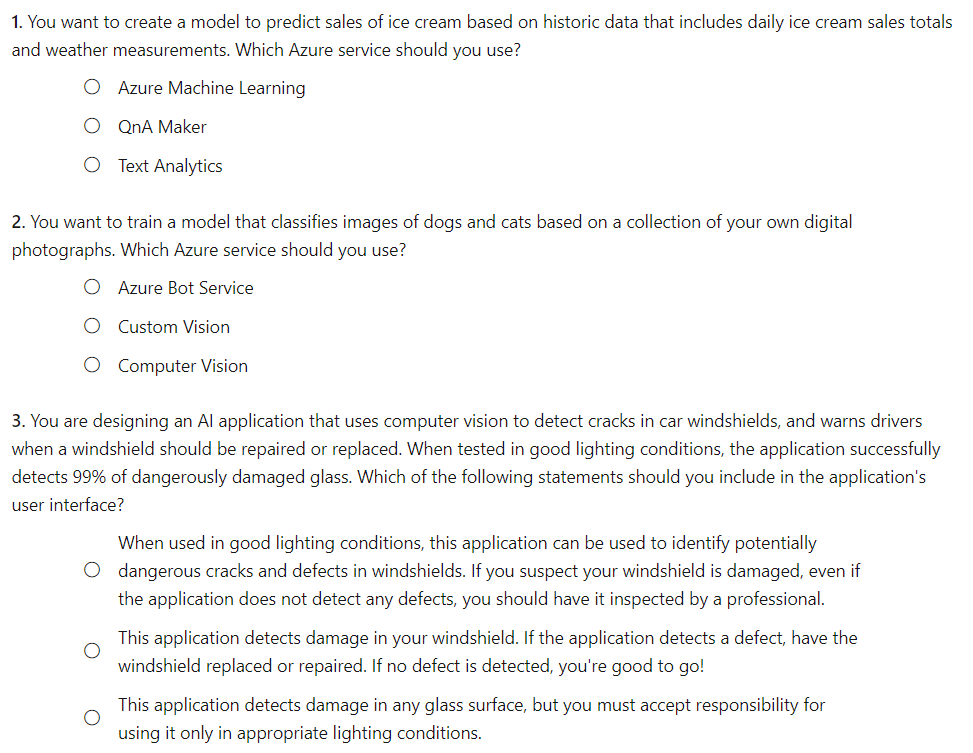 1. You want to create a model to predict sales of ice cream based on historic data that includes daily ice cream sales totals
and weather measurements. Which Azure service should you use?
Azure Machine Learning
QnA Maker
Text Analytics
2. You want to train a model that classifies images of dogs and cats based on a collection of your own digital
photographs. Which Azure service should you use?
Azure Bot Service
Custom Vision
Computer Vision
3. You are designing an AI application that uses computer vision to detect cracks in car windshields, and warns drivers
when a windshield should be repaired or replaced. When tested in good lighting conditions, the application successfully
detects 99% of dangerously damaged glass. Which of the following statements should you include in the application's
user interface?
When used in good lighting conditions, this application can be used to identify potentially
dangerous cracks and defects in windshields. If you suspect your windshield is damaged, even if
the application does not detect any defects, you should have it inspected by a professional.
This application detects damage in your windshield. If the application detects a defect, have the
windshield replaced or repaired. If no defect is detected, you're good to go!
This application detects damage in any glass surface, but you must accept responsibility for
using it only in appropriate lighting conditions.